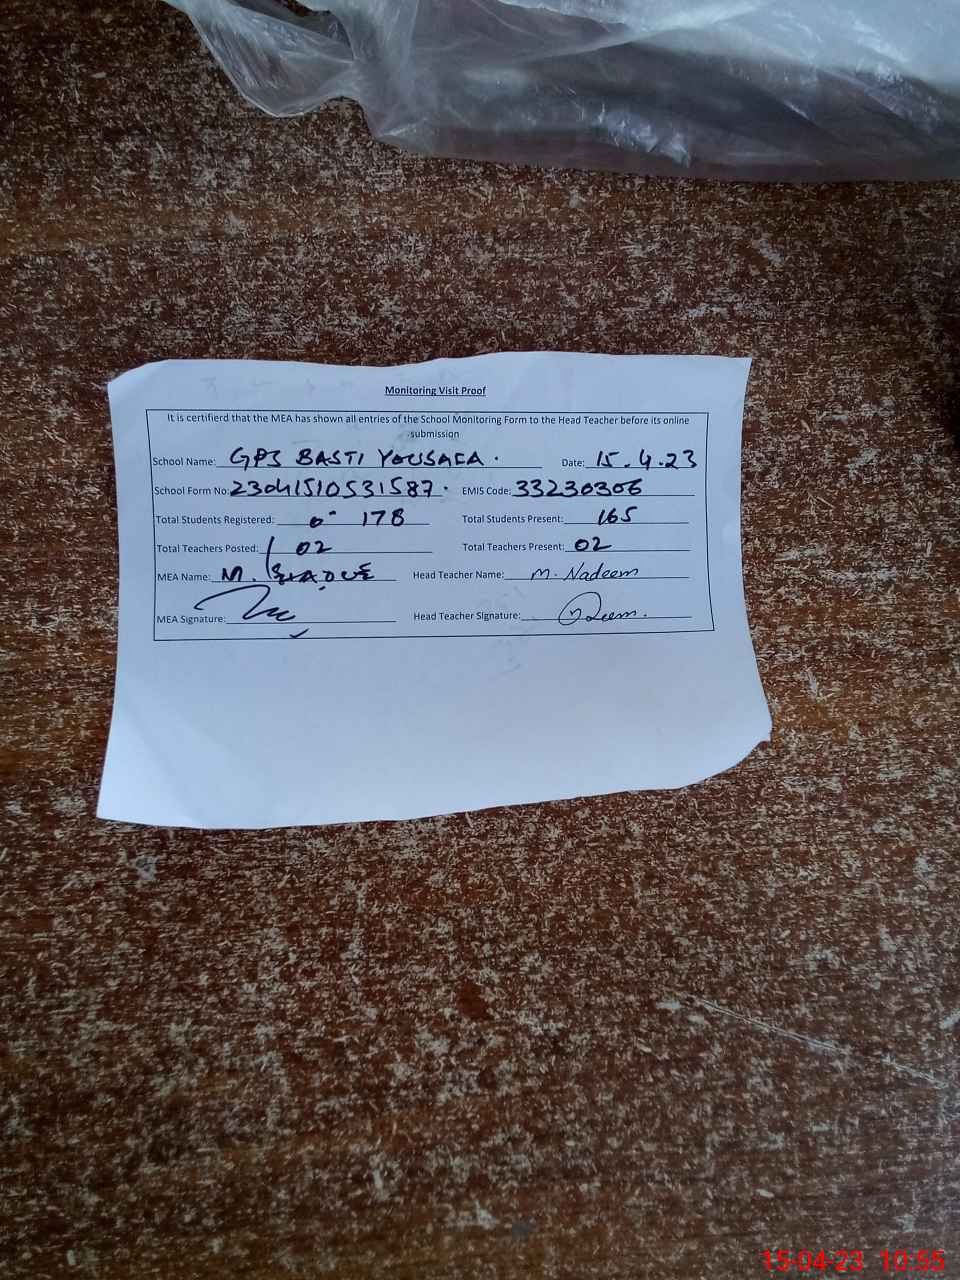 Monitoring Visit Proof
It is certifierd that the MEA has shown all entries of the School Monitoring Form to the Head Teacher before its online
submission
School Name: GPS BASTI YOUSAFA. Date: 15.4.23
School Form No: 23041510531587. EMIS Code: 33230306
Total Students Registered: 178 Total Students Present: 165
Total Teachers Posted: 02 Total Teachers Present: 02
MEA Name: M. Head Teacher Name: M. Nadeem
MEA Signature: Head Teacher Signature:
15-04-23 10:55